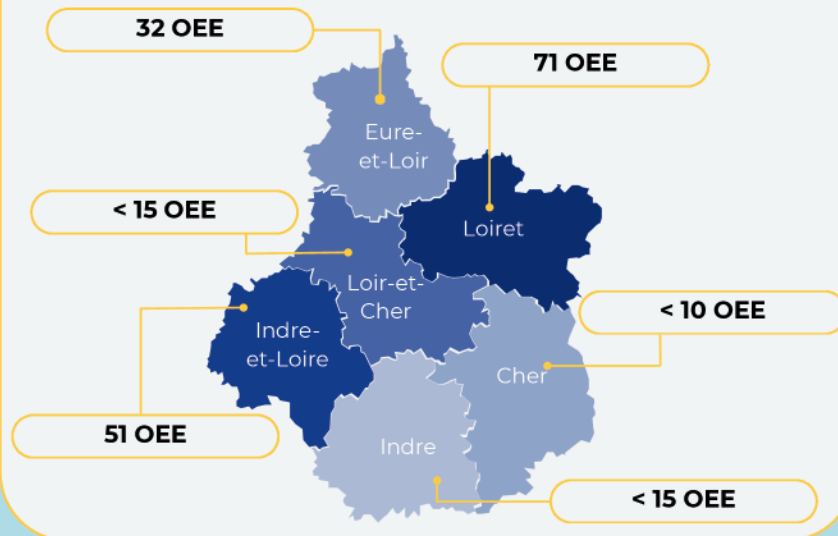 32 OEE
71 OEE
Eure-
et-Loir
< 15 OEE
Loiret
Loir-et-
Cher
< 10 OEE
Indre-
et-Loire
Cher
51 OEE
Indre
< 15 OEE